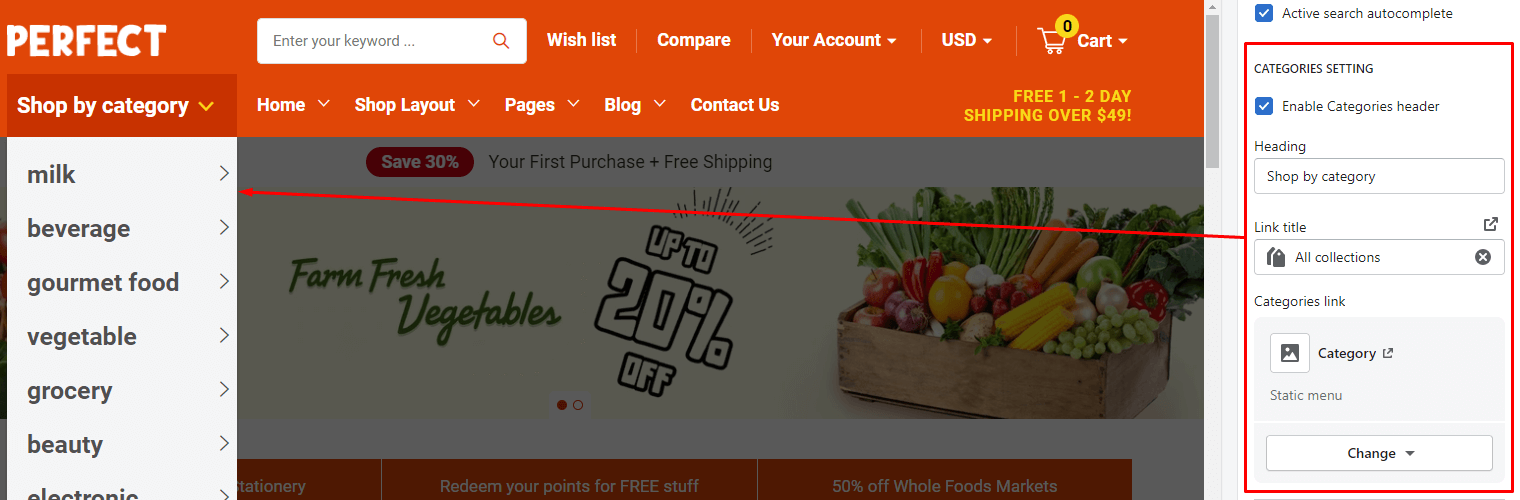 PERFECT
Enter your keyword ...
Wish list
Compare
Your Account
USD
0
Cart
Shop by category
Home
Shop Layout
Pages
Blog
Contact Us
FREE 1 - 2 DAY
SHIPPING OVER $49!
milk
beverage
gourmet food
vegetable
grocery
beauty
electronic
Save 30%
Your First Purchase + Free Shipping
Farm Fresh
Vegetables
UP TO
20%
OFF
Stationery
Redeem your points for FREE stuff
50% off Whole Foods Markets
Active search autocomplete
CATEGORIES SETTING
Enable Categories header
Heading
Shop by category
Link title
All collections
Categories link
Category
Static menu
Change